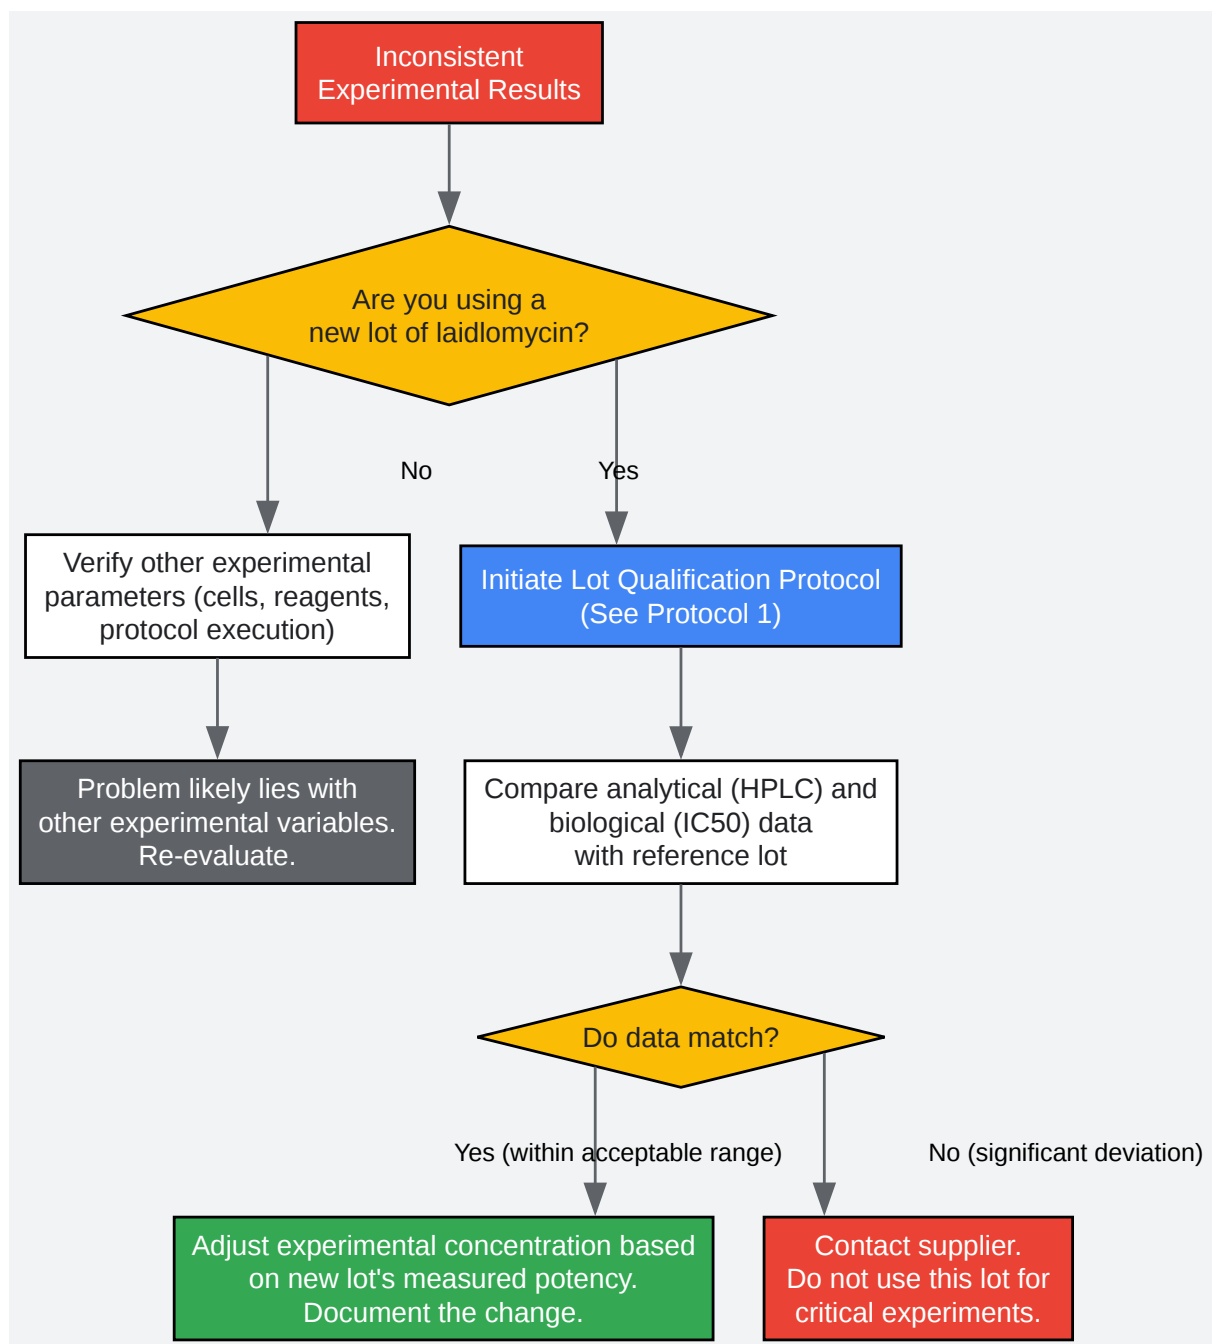 Inconsistent
Experimental Results
Are you using a
new lot of laidlomycin?
No
Yes
Verify other experimental
parameters (cells, reagents,
protocol execution)
Initiate Lot Qualification Protocol
(See Protocol 1)
Problem likely lies with
other experimental variables.
Re-evaluate.
Compare analytical (HPLC) and
biological (IC50) data
with reference lot
Do data match?
Yes (within acceptable range)
No (significant deviation)
Adjust experimental concentration based
on new lot's measured potency.
Document the change.
Contact supplier.
Do not use this lot for
critical experiments.